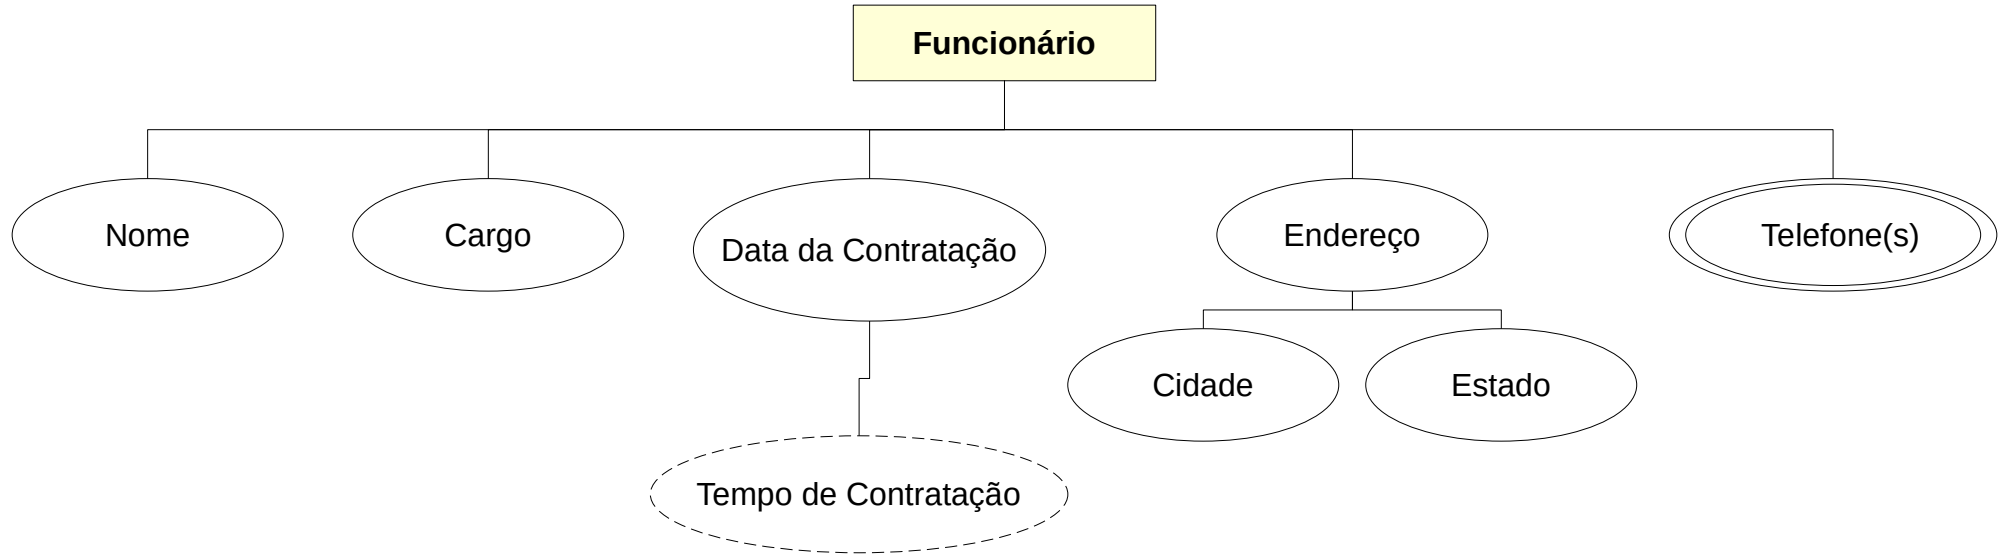 Funcionário
Nome
Cargo
Data da Contratação
Endereço
Telefone(s)
Cidade
Estado
Tempo de Contratação